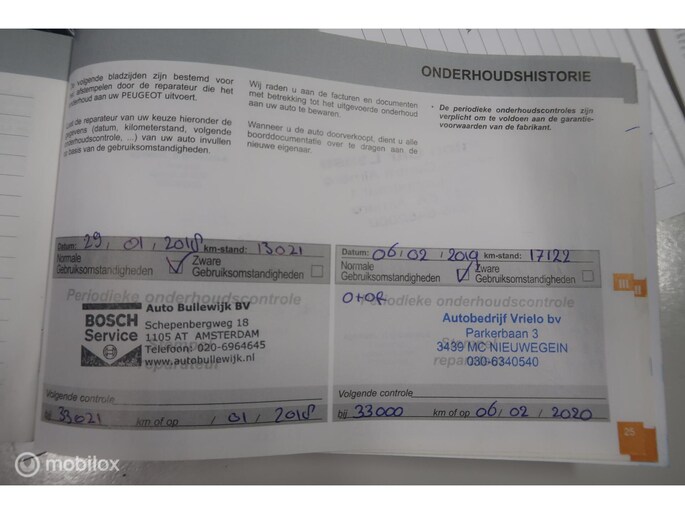 ONDERHOUDSHISTORIE
volgende bladzijden zijn bestemd voor
afstempelen door de reparateur die het
onderhoud aan uw PEUGEOT uitvoert.
de reparateur van uw keuze hieronder de
(datum, kilometerstand, volgende
onderhoudscontrole, ...) van uw auto invullen
basis van de gebruiksomstandigheden.
Wij raden u aan de facturen en documenten
met betrekking tot het uitgevoerde onderhoud
aan uw auto te bewaren.
Wanneer u de auto doorverkoopt, dient u alle
boorddocumentatie over te dragen aan de
nieuwe eigenaar.
• De periodieke onderhoudscontroles zijn
verplicht om te voldoen aan de garantie-
voorwaarden van de fabrikant.
Datum: 29 / 01 / 2018 km-stand: 13021
Normale Gebruiksomstandigheden Zware Gebruiksomstandigheden
Periodieke onderhoudscontrole
BOSCH
Service
Auto Bullewijk BV
Schepenbergweg 18
1105 AT AMSTERDAM
Telefoon: 020-6964645
www.autobullewijk.nl
reparateur
Volgende controle
bij 33021 km of op / 01 / 2018
Datum: 06 / 02 / 2019 km-stand: 17122
Normale Gebruiksomstandigheden Zware Gebruiksomstandigheden
Periodieke onderhoudscontrole
Autobedrijf Vrielo bv
Parkerbaan 3
3439 MC NIEUWEGEIN
030-6340540
Volgende controle
bij 33000 km of op 06 / 02 / 2020
III
25
mobilox